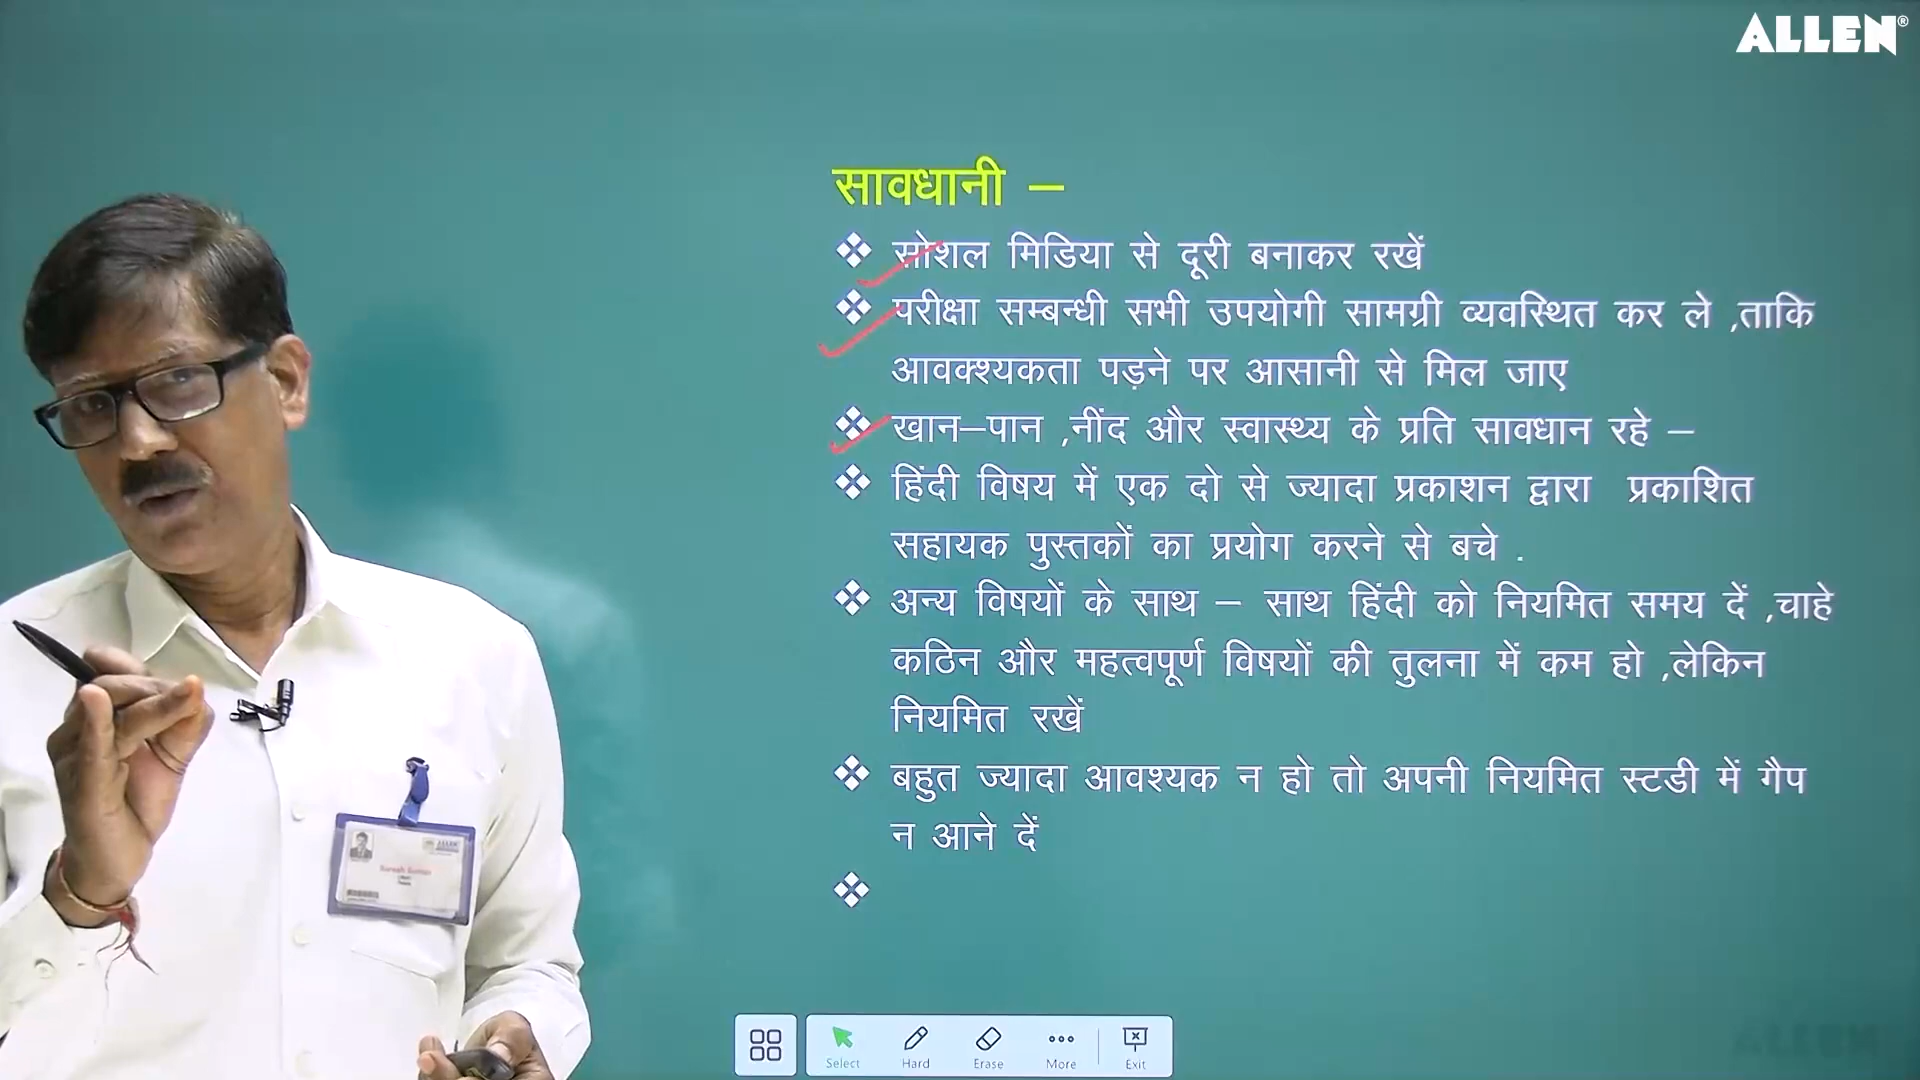 ALLEN®
सावधानी –
सोशल मिडिया से दूरी बनाकर रखें
परीक्षा सम्बन्धी सभी उपयोगी सामग्री व्यवस्थित कर ले ,ताकि
आवक्श्यकता पड़ने पर आसानी से मिल जाए
खान–पान ,नींद और स्वास्थ्य के प्रति सावधान रहे –
हिंदी विषय में एक दो से ज्यादा प्रकाशन द्वारा प्रकाशित
सहायक पुस्तकों का प्रयोग करने से बचे .
अन्य विषयों के साथ – साथ हिंदी को नियमित समय दें ,चाहे
कठिन और महत्वपूर्ण विषयों की तुलना में कम हो ,लेकिन
नियमित रखें
बहुत ज्यादा आवश्यक न हो तो अपनी नियमित स्टडी में गैप
न आने दें
ALLEN
Select Hard Erase More Exit
ALLEN